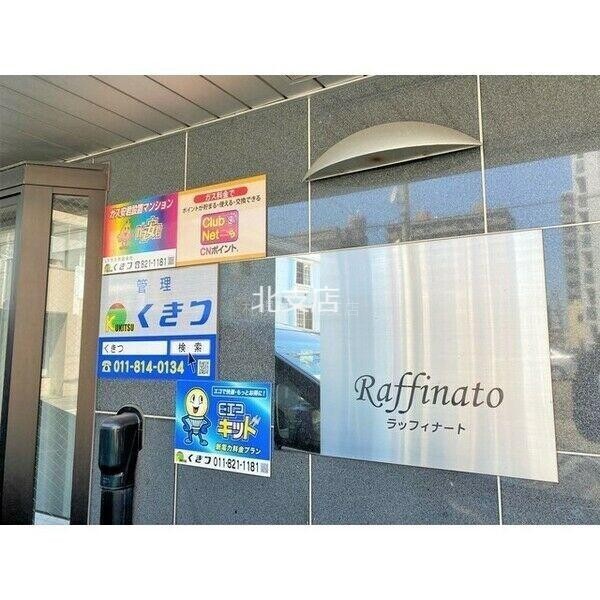 ガス安心設置マンション
くきつ ☎821-1181
ガス料金で
ポイントが貯まる・使える・交換できる
Club
Net
CNポイント
管理
KUKITSU
くきつ
くきつ 検索
☎011-814-0134
エコで快適・もっとお得に!
エコ
キッド
新電力料金プラン
くきつ 011-821-1181
北支店
Raffinato
ラッフィナート